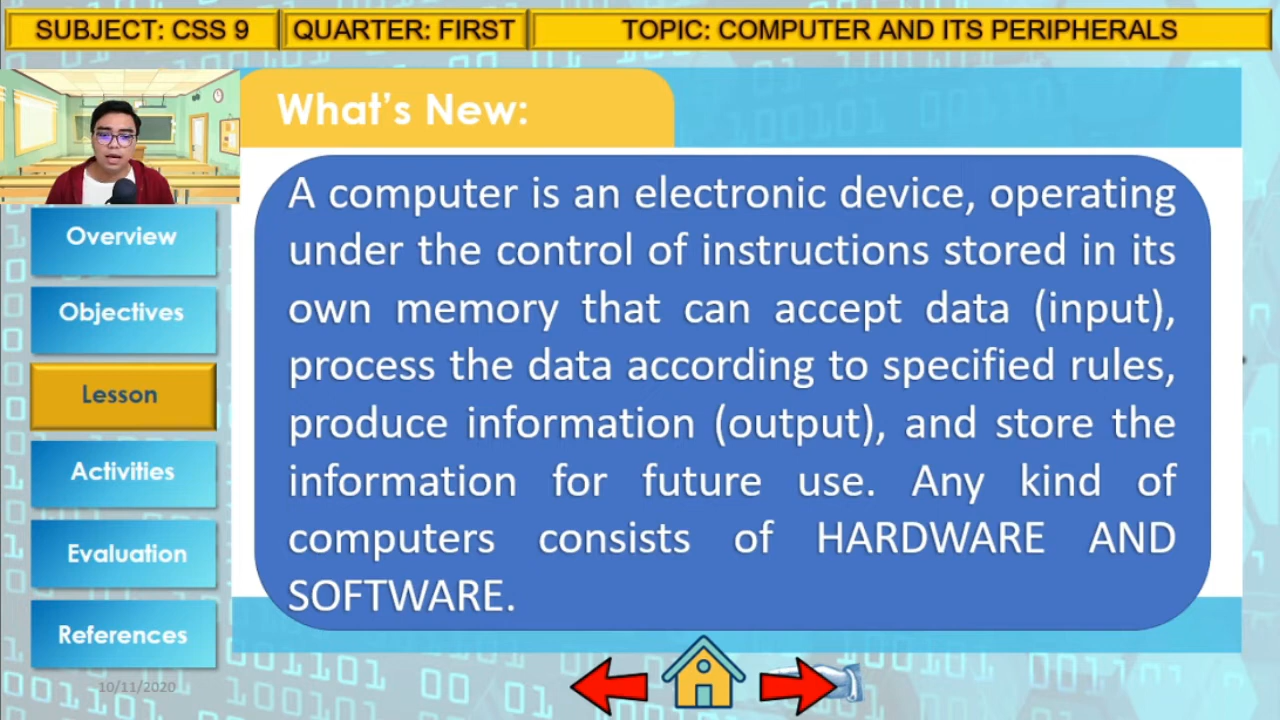 SUBJECT: CSS 9
QUARTER: FIRST
TOPIC: COMPUTER AND ITS PERIPHERALS
What's New:
A computer is an electronic device, operating
under the control of instructions stored in its
own memory that can accept data (input),
process the data according to specified rules,
produce information (output), and store the
information for future use. Any kind of
computers consists of HARDWARE AND
SOFTWARE.
Overview
Objectives
Lesson
Activities
Evaluation
References
10/11/2020